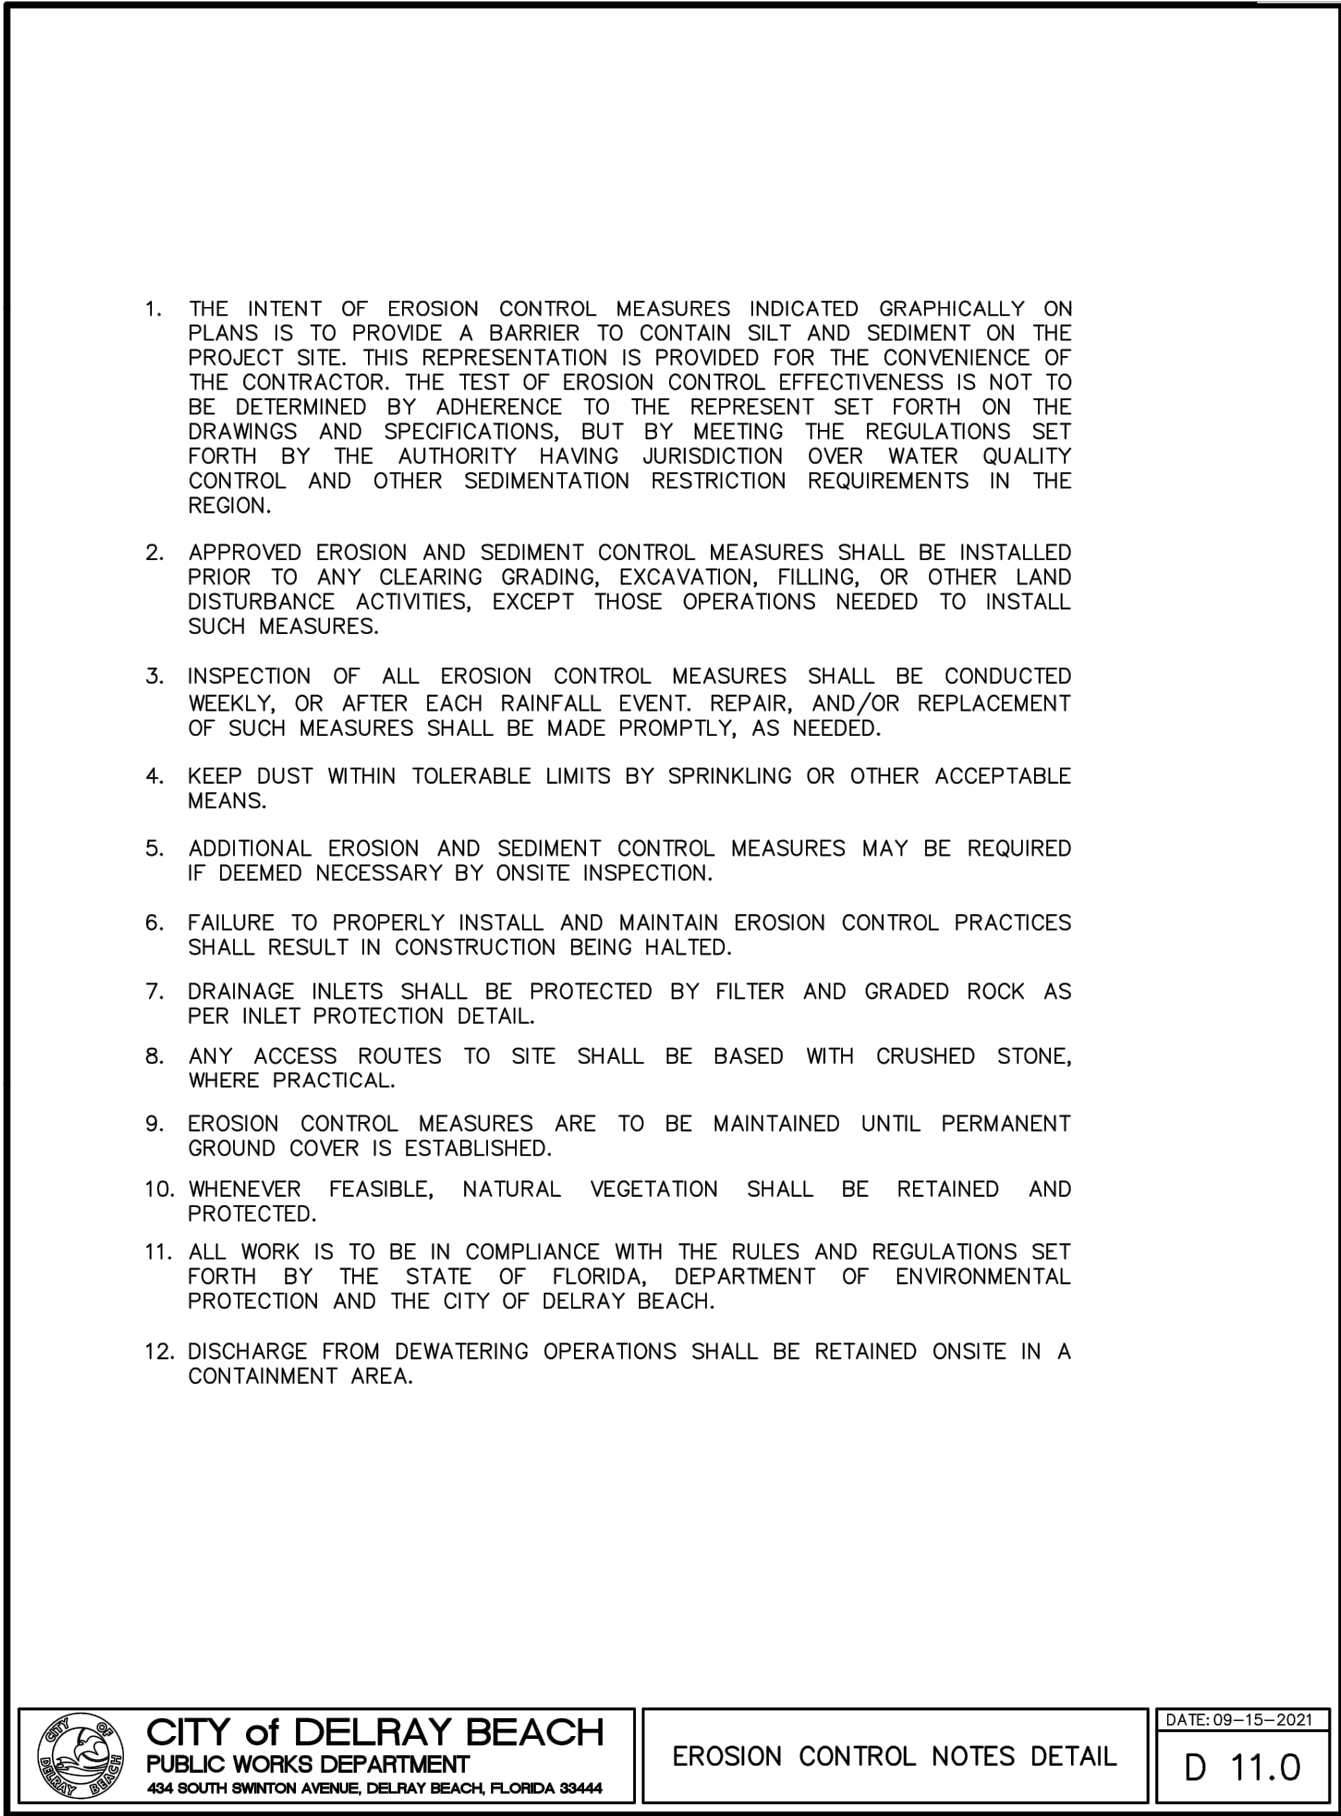 1. THE INTENT OF EROSION CONTROL MEASURES INDICATED GRAPHICALLY ON
PLANS IS TO PROVIDE A BARRIER TO CONTAIN SILT AND SEDIMENT ON THE
PROJECT SITE. THIS REPRESENTATION IS PROVIDED FOR THE CONVENIENCE OF
THE CONTRACTOR. THE TEST OF EROSION CONTROL EFFECTIVENESS IS NOT TO
BE DETERMINED BY ADHERENCE TO THE REPRESENT SET FORTH ON THE
DRAWINGS AND SPECIFICATIONS, BUT BY MEETING THE REGULATIONS SET
FORTH BY THE AUTHORITY HAVING JURISDICTION OVER WATER QUALITY
CONTROL AND OTHER SEDIMENTATION RESTRICTION REQUIREMENTS IN THE
REGION.
2. APPROVED EROSION AND SEDIMENT CONTROL MEASURES SHALL BE INSTALLED
PRIOR TO ANY CLEARING GRADING, EXCAVATION, FILLING, OR OTHER LAND
DISTURBANCE ACTIVITIES, EXCEPT THOSE OPERATIONS NEEDED TO INSTALL
SUCH MEASURES.
3. INSPECTION OF ALL EROSION CONTROL MEASURES SHALL BE CONDUCTED
WEEKLY, OR AFTER EACH RAINFALL EVENT. REPAIR, AND/OR REPLACEMENT
OF SUCH MEASURES SHALL BE MADE PROMPTLY, AS NEEDED.
4. KEEP DUST WITHIN TOLERABLE LIMITS BY SPRINKLING OR OTHER ACCEPTABLE
MEANS.
5. ADDITIONAL EROSION AND SEDIMENT CONTROL MEASURES MAY BE REQUIRED
IF DEEMED NECESSARY BY ONSITE INSPECTION.
6. FAILURE TO PROPERLY INSTALL AND MAINTAIN EROSION CONTROL PRACTICES
SHALL RESULT IN CONSTRUCTION BEING HALTED.
7. DRAINAGE INLETS SHALL BE PROTECTED BY FILTER AND GRADED ROCK AS
PER INLET PROTECTION DETAIL.
8. ANY ACCESS ROUTES TO SITE SHALL BE BASED WITH CRUSHED STONE,
WHERE PRACTICAL.
9. EROSION CONTROL MEASURES ARE TO BE MAINTAINED UNTIL PERMANENT
GROUND COVER IS ESTABLISHED.
10. WHENEVER FEASIBLE, NATURAL VEGETATION SHALL BE RETAINED AND
PROTECTED.
11. ALL WORK IS TO BE IN COMPLIANCE WITH THE RULES AND REGULATIONS SET
FORTH BY THE STATE OF FLORIDA, DEPARTMENT OF ENVIRONMENTAL
PROTECTION AND THE CITY OF DELRAY BEACH.
12. DISCHARGE FROM DEWATERING OPERATIONS SHALL BE RETAINED ONSITE IN A
CONTAINMENT AREA.
CITY OF
DELRAY BEACH
CITY of DELRAY BEACH
PUBLIC WORKS DEPARTMENT
434 SOUTH SWINTON AVENUE, DELRAY BEACH, FLORIDA 33444
EROSION CONTROL NOTES DETAIL
DATE: 09-15-2021
D 11.0